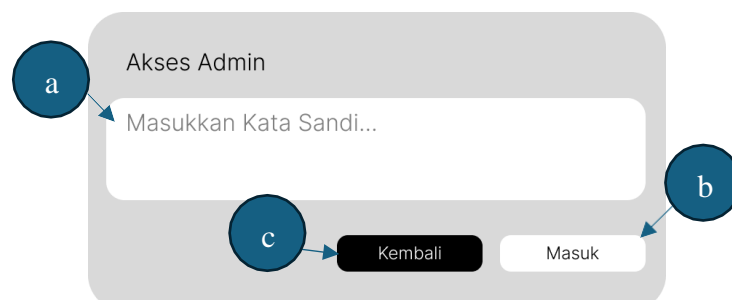 Akses Admin
a
Masukkan Kata Sandi...
b
c
Kembali
Masuk